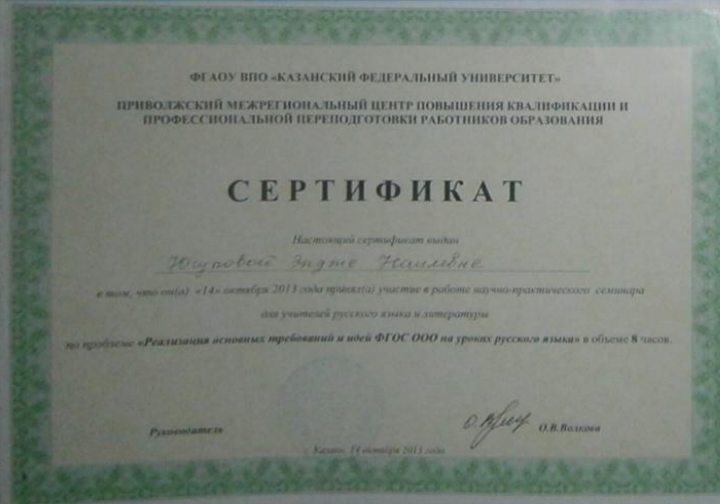 ФГАОУ ВПО «КАЗАНСКИЙ ФЕДЕРАЛЬНЫЙ УНИВЕРСИТЕТ»
ПРИВОЛЖСКИЙ МЕЖРЕГИОНАЛЬНЫЙ ЦЕНТР ПОВЫШЕНИЯ КВАЛИФИКАЦИИ И
ПРОФЕССИОНАЛЬНОЙ ПЕРЕПОДГОТОВКИ РАБОТНИКОВ ОБРАЗОВАНИЯ
СЕРТИФИКАТ
Настоящий сертификат выдан
Юсуповой Эндже Наилевне
в том, что он(а) «14» октября 2013 года принял(а) участие в работе научно-практического семинара
для учителей русского языка и литературы
по проблеме «Реализация основных требований и идей ФГОС ООО на уроках русского языка» в объеме 8 часов.
Руководитель О.В.Волкова
г. Казань, 14 октября 2013 года